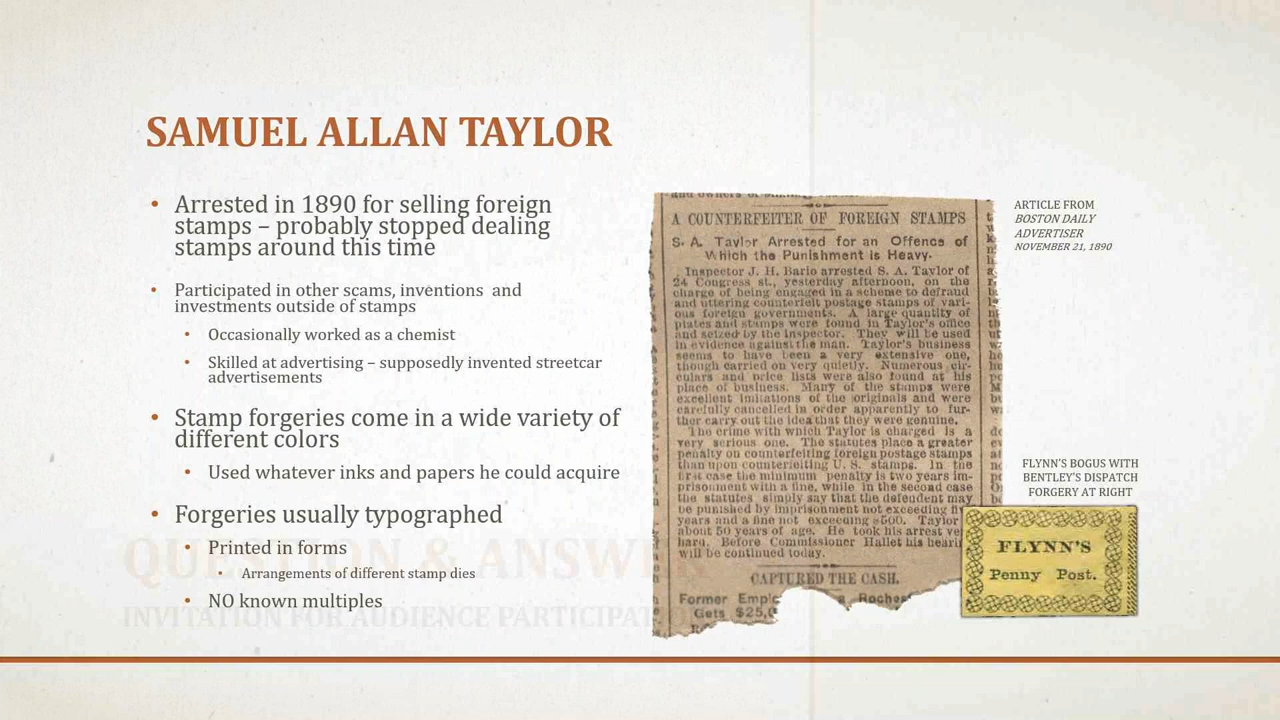 SAMUEL ALLAN TAYLOR
• Arrested in 1890 for selling foreign
stamps – probably stopped dealing
stamps around this time
• Participated in other scams, inventions and
investments outside of stamps
• Occasionally worked as a chemist
• Skilled at advertising – supposedly invented streetcar
advertisements
• Stamp forgeries come in a wide variety of
different colors
• Used whatever inks and papers he could acquire
• Forgeries usually typographed
• Printed in forms
• Arrangements of different stamp dies
• NO known multiples
QUESTION & ANSWER
INVITATION FOR AUDIENCE PARTICIPATION
A COUNTERFEITER OF FOREIGN STAMPS
S. A. Taylor Arrested for an Offence of
Which the Punishment is Heavy.
Inspector J. H. Bario arrested S. A. Taylor of
24 Congress st., yesterday afternoon, on the
charge of being engaged in a scheme to defraud
and uttering counterfeit postage stamps of vari-
ous foreign governments. A large quantity of
plates and stamps were found in Taylor's office
and seized by the inspector. They will be used
in evidence against the man. Taylor's business
seems to have been a very extensive one,
though carried on very quietly. Numerous cir-
culars and price lists were also found at his
place of business. Many of the stamps were
excellent imitations of the originals and were
carefully cancelled in order apparently to fur-
ther carry out the idea that they were genuine.
The crime with which Taylor is charged is a
very serious one. The statutes place a greater
penalty on counterfeiting foreign postage stamps
than upon counterfeiting U. S. stamps. In the
first case the minimum penalty is two years im-
prisonment with a fine, while in the second case
the statutes simply say that the defendent may
be punished by imprisonment not exceeding
years and a fine not exceeding $500. Taylor
about 50 years of age. He took his arrest
hard. Before Commissioner Hallet his
will be continued today.
CAPTURED THE CASH.
Former a
Gets
ARTICLE FROM
BOSTON DAILY
ADVERTISER
NOVEMBER 21, 1890
FLYNN'S BOGUS WITH
BENTLEY'S DISPATCH
FORGERY AT RIGHT
FLYNN'S
Penny Post.